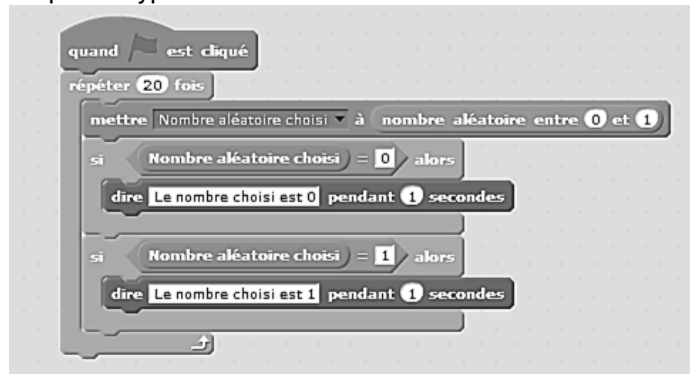 quand est cliqué
répéter 20 fois
mettre Nombre aléatoire choisi à nombre aléatoire entre 0 et 1
si Nombre aléatoire choisi = 0 alors
dire Le nombre choisi est 0 pendant 1 secondes
si Nombre aléatoire choisi = 1 alors
dire Le nombre choisi est 1 pendant 1 secondes